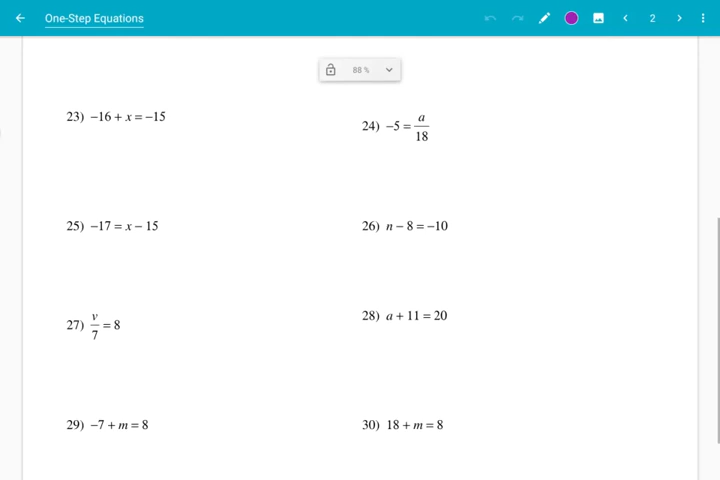 One-Step Equations
2
88 %
23) −16 + x = −15
24) −5 = a/18
25) −17 = x − 15
26) n − 8 = −10
27) v/7 = 8
28) a + 11 = 20
29) −7 + m = 8
30) 18 + m = 8